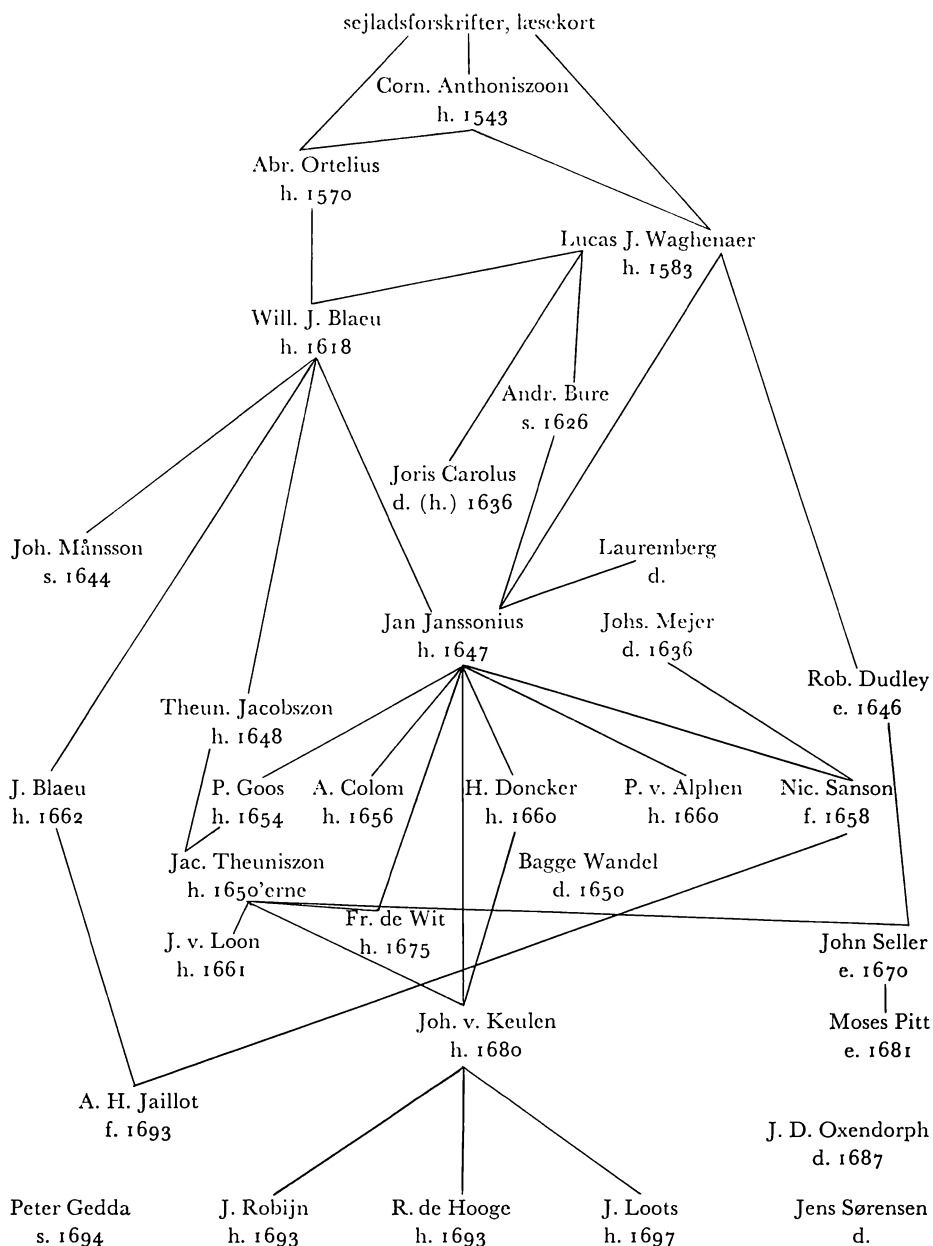 sejladsforskrifter, læsekort
Corn. Anthoniszoon
h. 1543
Abr. Ortelius
h. 1570
Lucas J. Waghenaer
h. 1583
Will. J. Blaeu
h. 1618
Andr. Bure
s. 1626
Joris Carolus
d. (h.) 1636
Joh. Månsson
s. 1644
Lauremberg
d.
Jan Janssonius
h. 1647
Johs. Mejer
d. 1636
Rob. Dudley
e. 1646
Theun. Jacobszon
h. 1648
J. Blaeu
h. 1662
P. Goos
h. 1654
A. Colom
h. 1656
H. Doncker
h. 1660
P. v. Alphen
h. 1660
Nic. Sanson
f. 1658
Jac. Theuniszon
h. 1650'erne
Bagge Wandel
d. 1650
Fr. de Wit
h. 1675
J. v. Loon
h. 1661
John Seller
e. 1670
Joh. v. Keulen
h. 1680
Moses Pitt
e. 1681
A. H. Jaillot
f. 1693
J. D. Oxendorph
d. 1687
Peter Gedda
s. 1694
J. Robijn
h. 1693
R. de Hooge
h. 1693
J. Loots
h. 1697
Jens Sørensen
d.